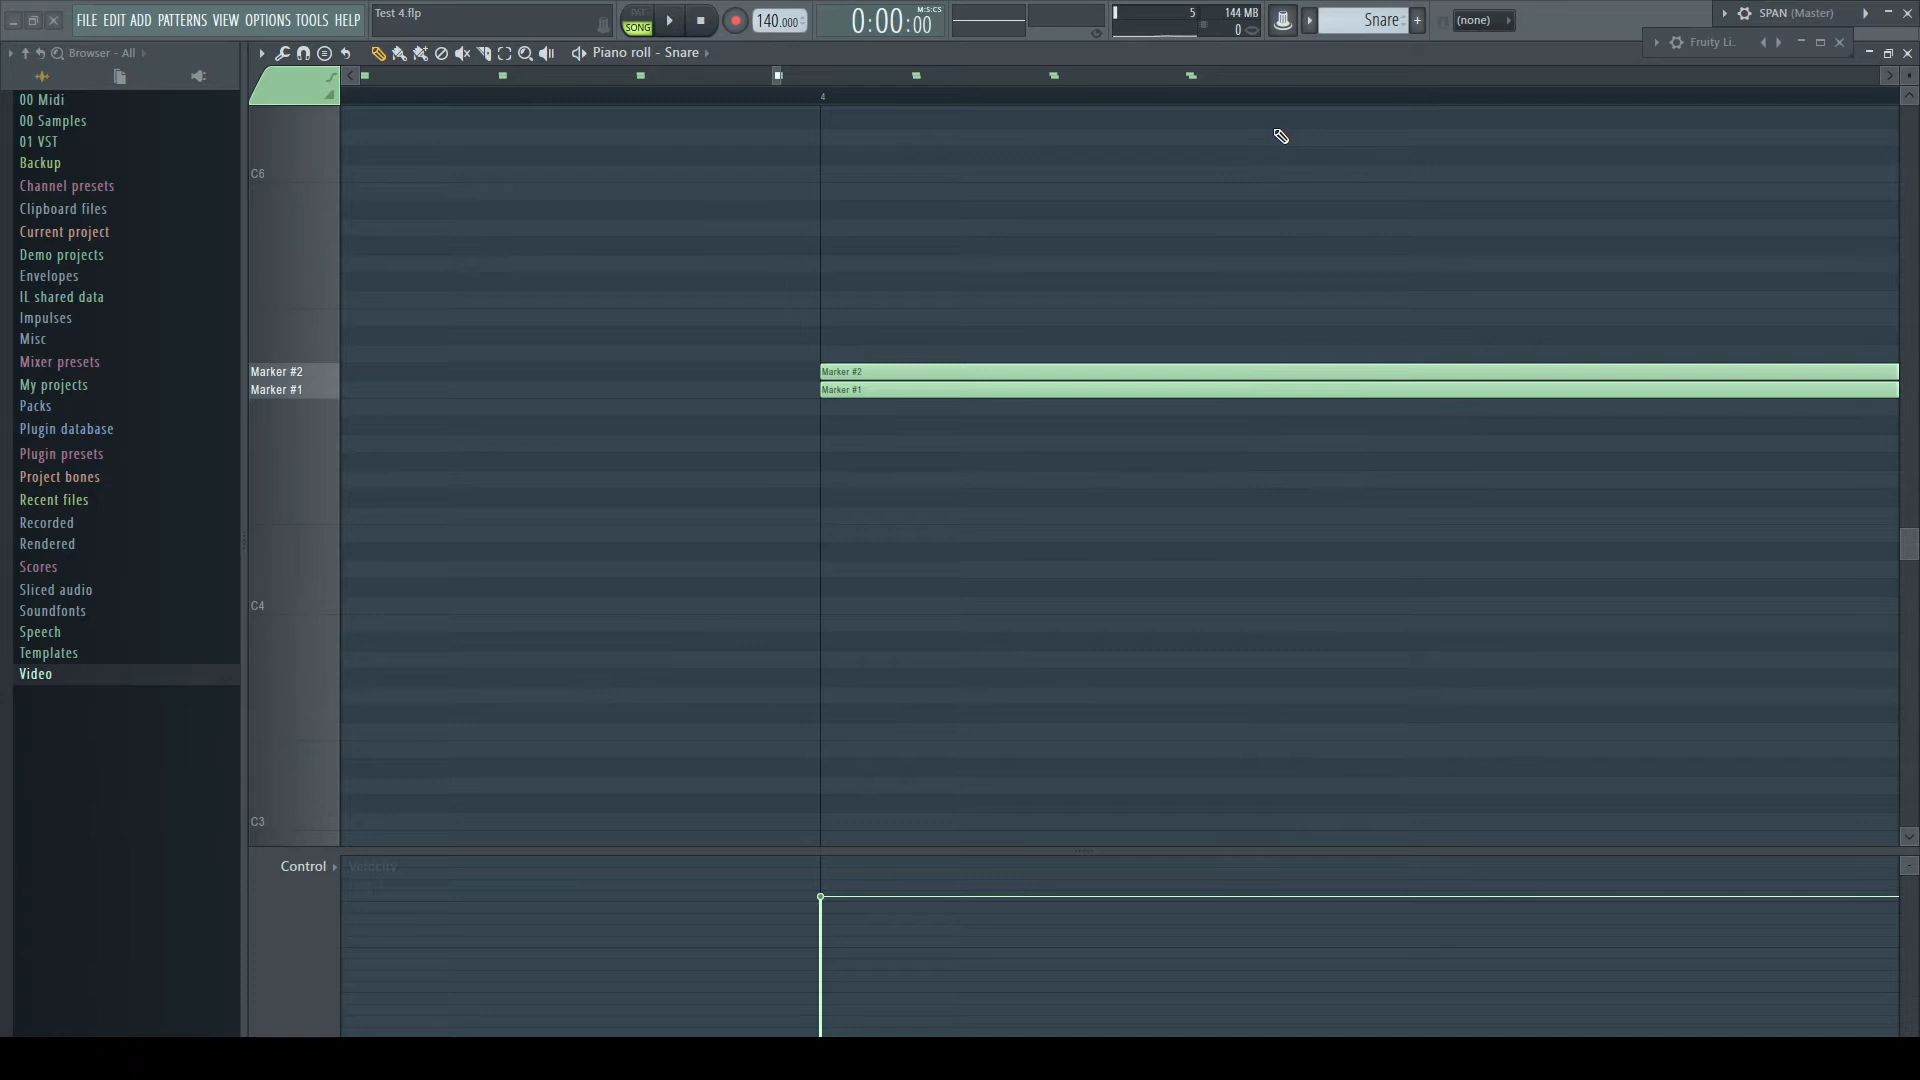 FILE EDIT ADD PATTERNS VIEW OPTIONS TOOLS HELP
Test 4.flp
PAT
SONG
140.000
0:00:00
M:S:CS
5
144 MB
0
Snare
(none)
SPAN (Master)
Fruity Li..
Browser - All
Piano roll - Snare
00 Midi
00 Samples
01 VST
Backup
Channel presets
Clipboard files
Current project
Demo projects
Envelopes
IL shared data
Impulses
Misc
Mixer presets
My projects
Packs
Plugin database
Plugin presets
Project bones
Recent files
Recorded
Rendered
Scores
Sliced audio
Soundfonts
Speech
Templates
Video
4
C6
Marker #2
Marker #1
Marker #2
Marker #1
C4
C3
Control
Velocity